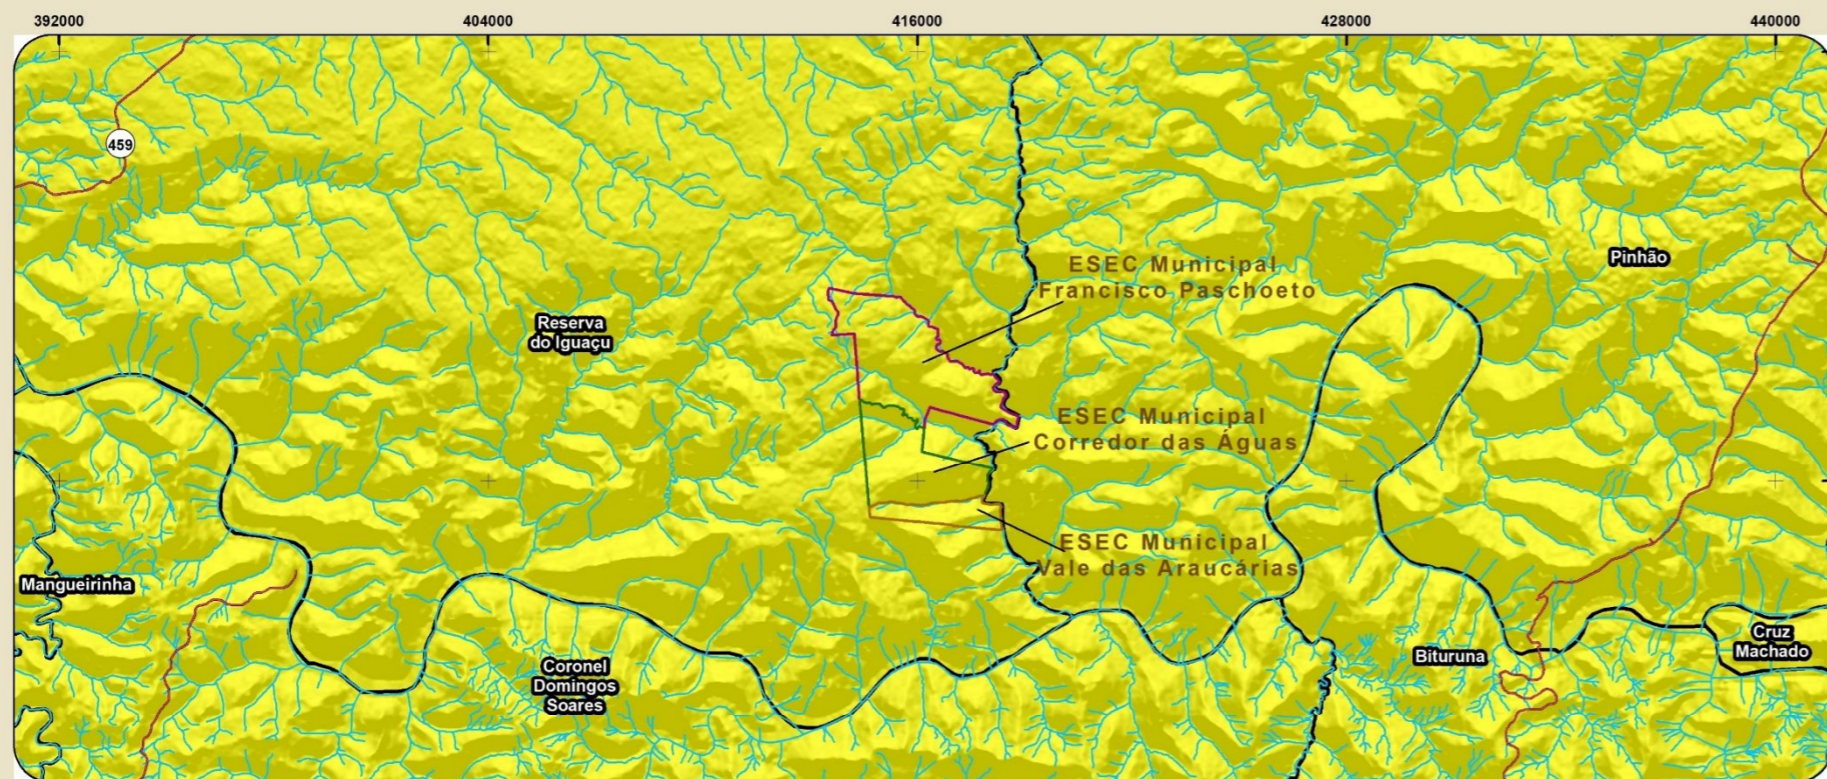 392000
404000
416000
428000
440000
459
ESEC Municipal
Francisco Paschoeto
Pinhão
Reserva
do Iguaçu
ESEC Municipal
Corredor das Águas
ESEC Municipal
Vale das Araucárias
Mangueirinha
Coronel
Domingos
Soares
Bituruna
Cruz
Machado